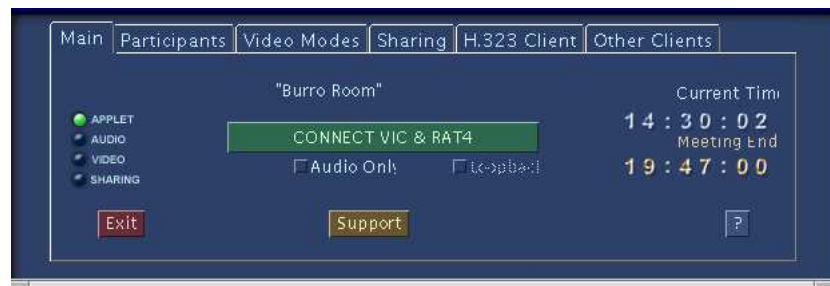 Main Participants Video Modes Sharing H.323 Client Other Clients
"Burro Room"
Current Tim
APPLET
14:30:02
AUDIO
CONNECT VIC & RAT4
Meeting End
VIDEO
Audio Only
Loopback
19:47:00
SHARING
Exit
Support
?